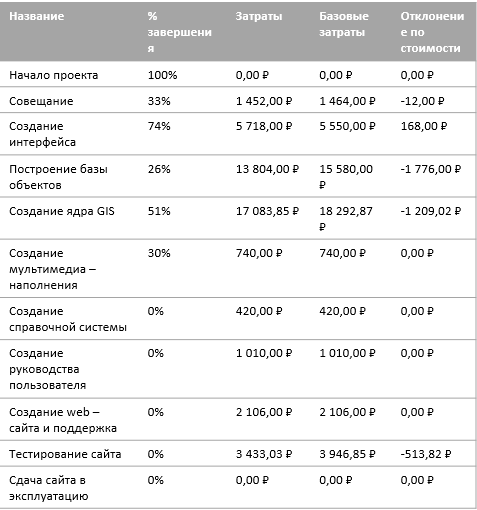 Название % завершения Затраты Базовые затраты Отклонение по стоимости
Начало проекта 100% 0,00 ₽ 0,00 ₽ 0,00 ₽
Совещание 33% 1 452,00 ₽ 1 464,00 ₽ -12,00 ₽
Создание интерфейса 74% 5 718,00 ₽ 5 550,00 ₽ 168,00 ₽
Построение базы объектов 26% 13 804,00 ₽ 15 580,00 ₽ -1 776,00 ₽
Создание ядра GIS 51% 17 083,85 ₽ 18 292,87 ₽ -1 209,02 ₽
Создание мультимедиа – наполнения 30% 740,00 ₽ 740,00 ₽ 0,00 ₽
Создание справочной системы 0% 420,00 ₽ 420,00 ₽ 0,00 ₽
Создание руководства пользователя 0% 1 010,00 ₽ 1 010,00 ₽ 0,00 ₽
Создание web – сайта и поддержка 0% 2 106,00 ₽ 2 106,00 ₽ 0,00 ₽
Тестирование сайта 0% 3 433,03 ₽ 3 946,85 ₽ -513,82 ₽
Сдача сайта в эксплуатацию 0% 0,00 ₽ 0,00 ₽ 0,00 ₽